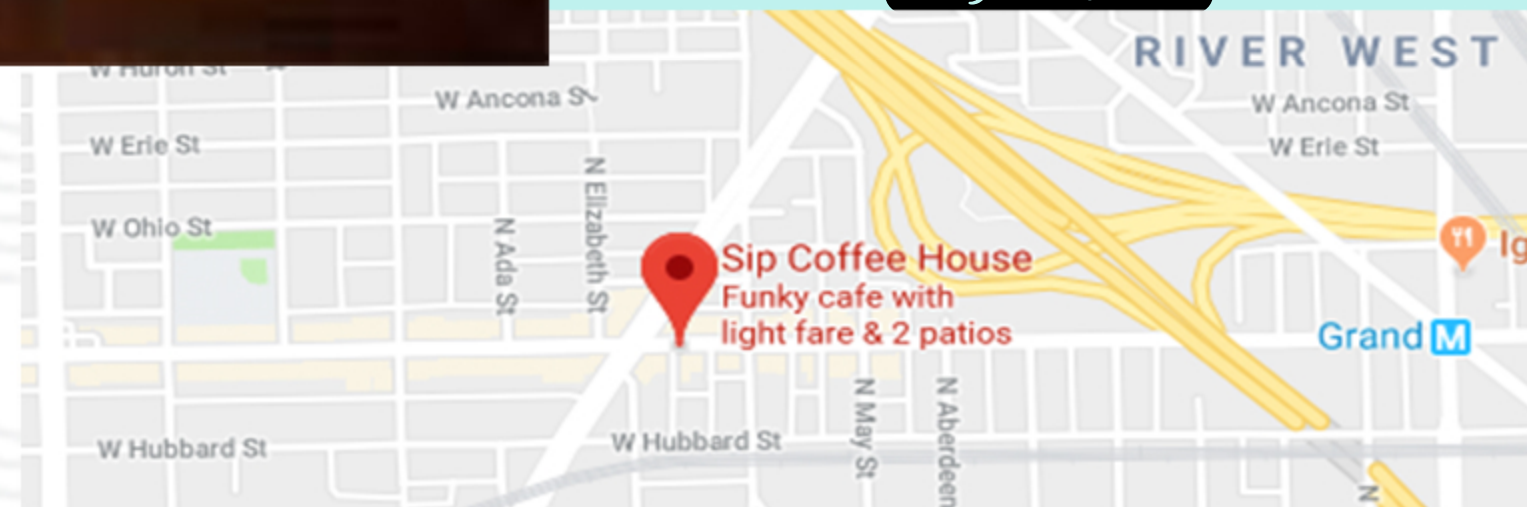 RIVER WEST
W Huron St
W Ancona St
W Ancona St
W Erie St
W Erie St
W Ohio St
N Elizabeth St
N Ada St
Sip Coffee House
Funky cafe with
light fare & 2 patios
Ig
Grand M
N May St
N Aberdeen
W Hubbard St
W Hubbard St
N